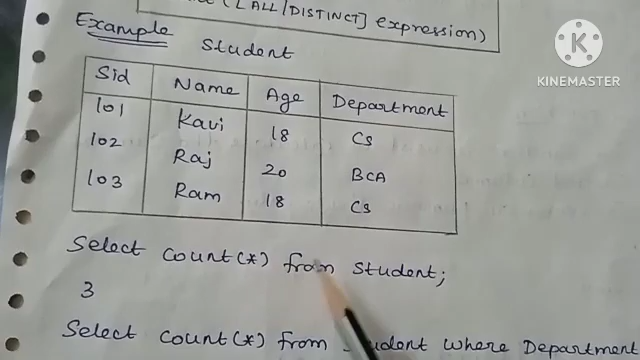 [ALL/DISTINCT] expression)
Example
Student
Sid Name Age Department
101 Kavi 18 Cs
102 Raj 20 BCA
103 Ram 18 Cs
Select count(*) from student;
3
Select count(*) from student where Department
KINEMASTER